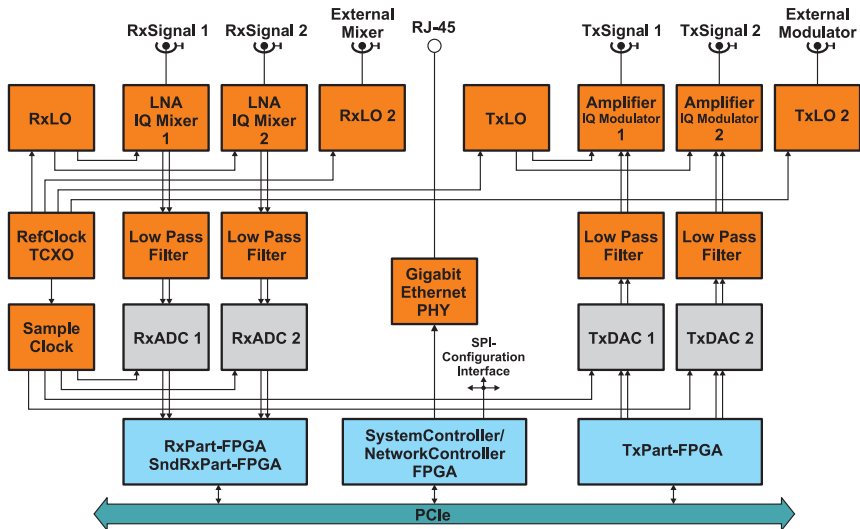 RxSignal 1
RxSignal 2
External
Mixer
RJ-45
TxSignal 1
TxSignal 2
External
Modulator
RxLO
LNA
IQ Mixer
1
LNA
IQ Mixer
2
RxLO 2
TxLO
Amplifier
IQ Modulator
1
Amplifier
IQ Modulator
2
TxLO 2
RefClock
TCXO
Low Pass
Filter
Low Pass
Filter
Gigabit
Ethernet
PHY
Low Pass
Filter
Low Pass
Filter
Sample
Clock
RxADC 1
RxADC 2
SPI-
Configuration
Interface
TxDAC 1
TxDAC 2
RxPart-FPGA
SndRxPart-FPGA
SystemController/
NetworkController
FPGA
TxPart-FPGA
PCIe